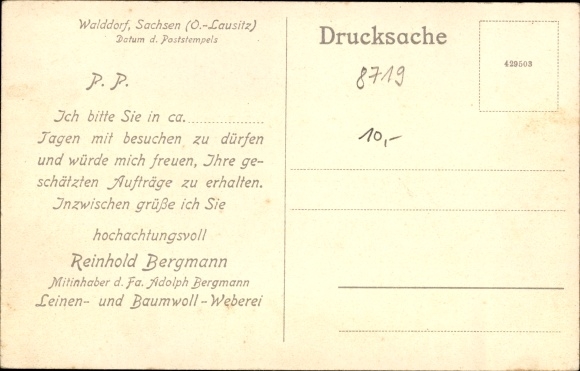 Walddorf, Sachsen (O.-Lausitz)
Datum d. Poststempels
P. P.
Ich bitte Sie in ca.
Tagen mit besuchen zu dürfen
und würde mich freuen, Ihre ge-
schätzten Aufträge zu erhalten.
Inzwischen grüße ich Sie
hochachtungsvoll
Reinhold Bergmann
Mitinhaber d. Fa. Adolph Bergmann
Leinen- und Baumwoll-Weberei
Drucksache
8719
10,-
429503